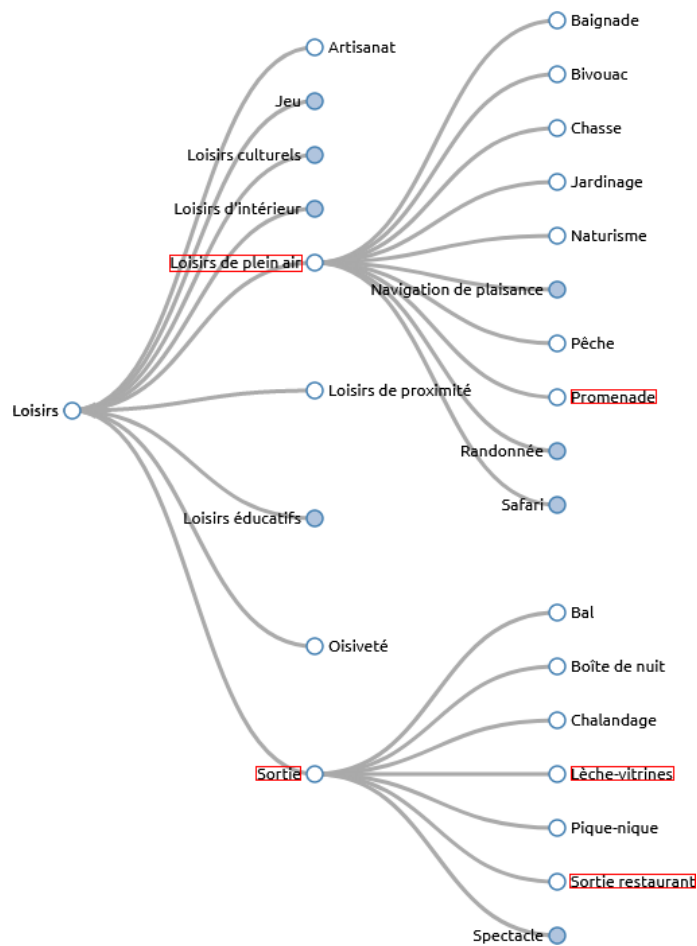 Loisirs
Artisanat
Jeu
Loisirs culturels
Loisirs d'intérieur
Loisirs de plein air
Baignade
Bivouac
Chasse
Jardinage
Naturisme
Navigation de plaisance
Pêche
Promenade
Randonnée
Safari
Loisirs de proximité
Loisirs éducatifs
Oisiveté
Sortie
Bal
Boîte de nuit
Chalandage
Lèche-vitrines
Pique-nique
Sortie restaurant
Spectacle